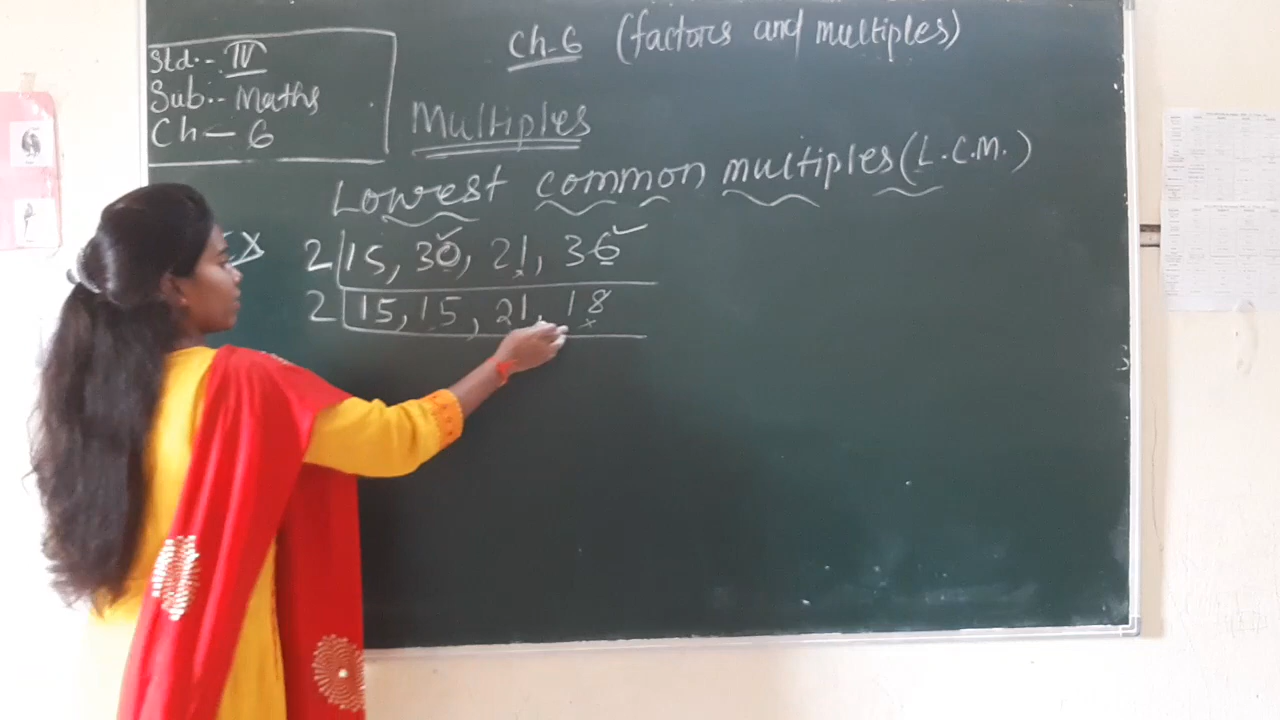 Std.- IV
Sub.- Maths
Ch - 6
Ch-6 (factors and multiples)
Multiples
Lowest common multiples (L.C.M.)
EX 2 15, 30, 21, 36
2 15, 15, 21, 18